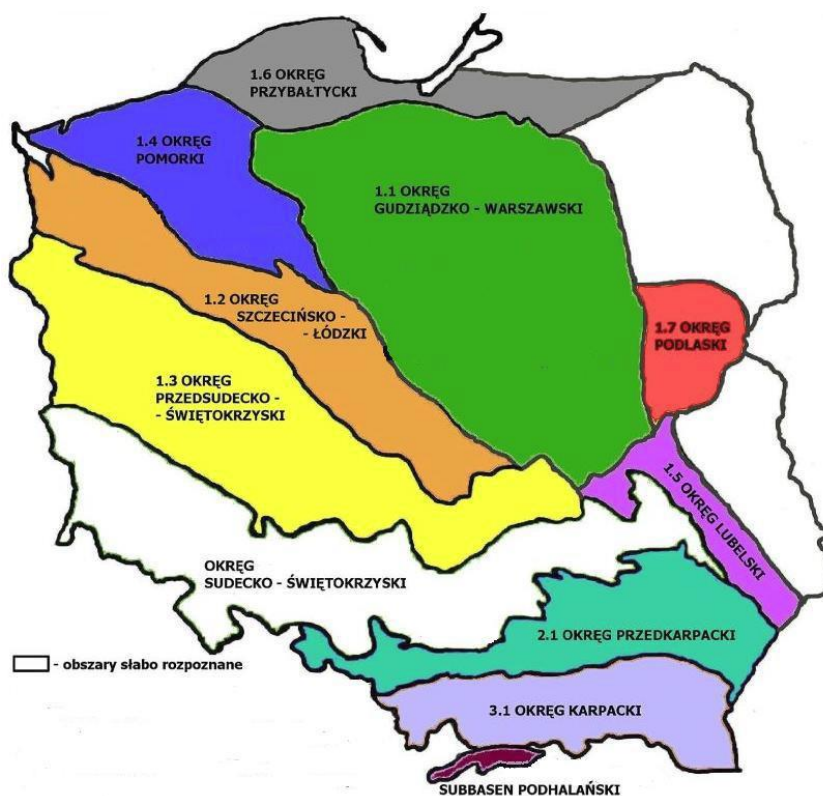 1.6 OKRĘG
PRZYBAŁTYCKI
1.4 OKRĘG
POMORKI
1.1 OKRĘG
GUDZIĄDZKO - WARSZAWSKI
1.2 OKRĘG
SZCZECIŃSKO -
- ŁÓDZKI
1.7 OKRĘG
PODLASKI
1.3 OKRĘG
PRZEDSUDECKO -
- ŚWIĘTOKRZYSKI
1.5 OKRĘG LUBELSKI
OKRĘG
SUDECKO - ŚWIĘTOKRZYSKI
2.1 OKRĘG PRZEDKARPACKI
- obszary słabo rozpoznane
3.1 OKRĘG KARPACKI
SUBBASEN PODHALAŃSKI